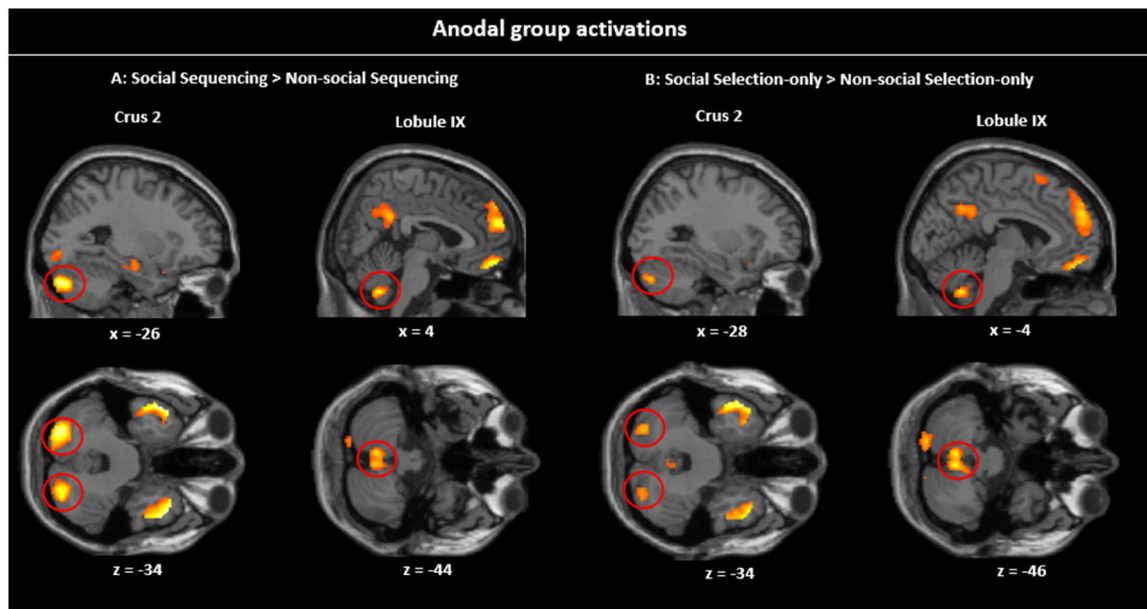 Anodal group activations
A: Social Sequencing > Non-social Sequencing
B: Social Selection-only > Non-social Selection-only
Crus 2
Lobule IX
Crus 2
Lobule IX
x = -26
x = 4
x = -28
x = -4
z = -34
z = -44
z = -34
z = -46